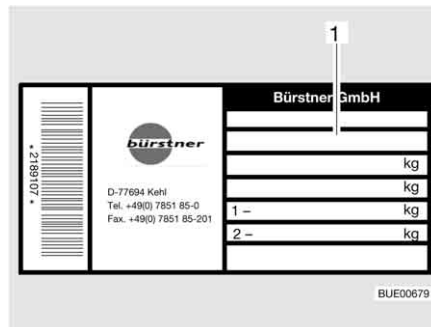 1
Bürstner GmbH
* 2189107 *
bürstner
D-77694 Kehl
Tel. +49(0) 7851 85-0
Fax. +49(0) 7851 85-201
kg
kg
1 – kg
2 – kg
BUE00679